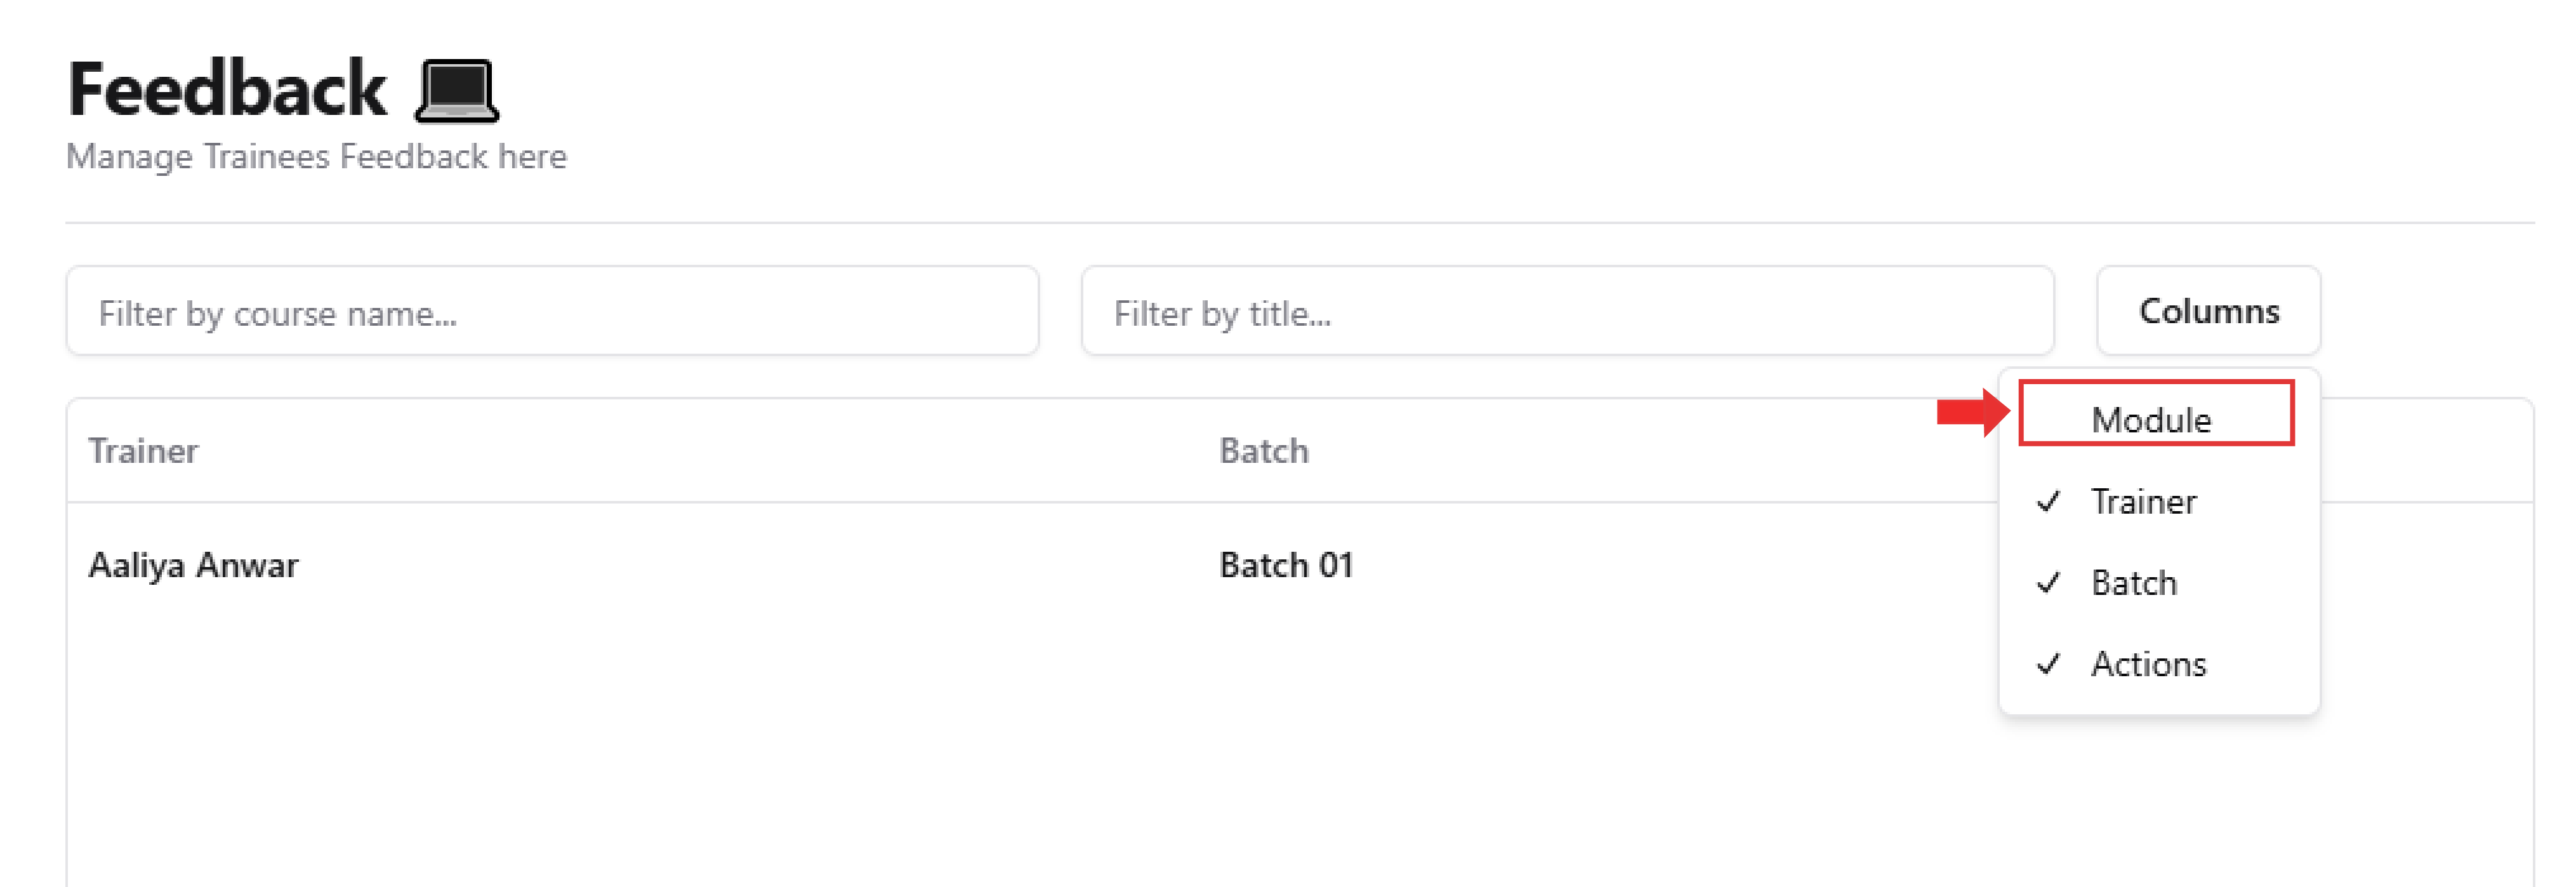 Feedback
Manage Trainees Feedback here
Filter by course name...
Filter by title...
Columns
Module
Trainer
Batch
Actions
Trainer
Batch
Aaliya Anwar
Batch 01